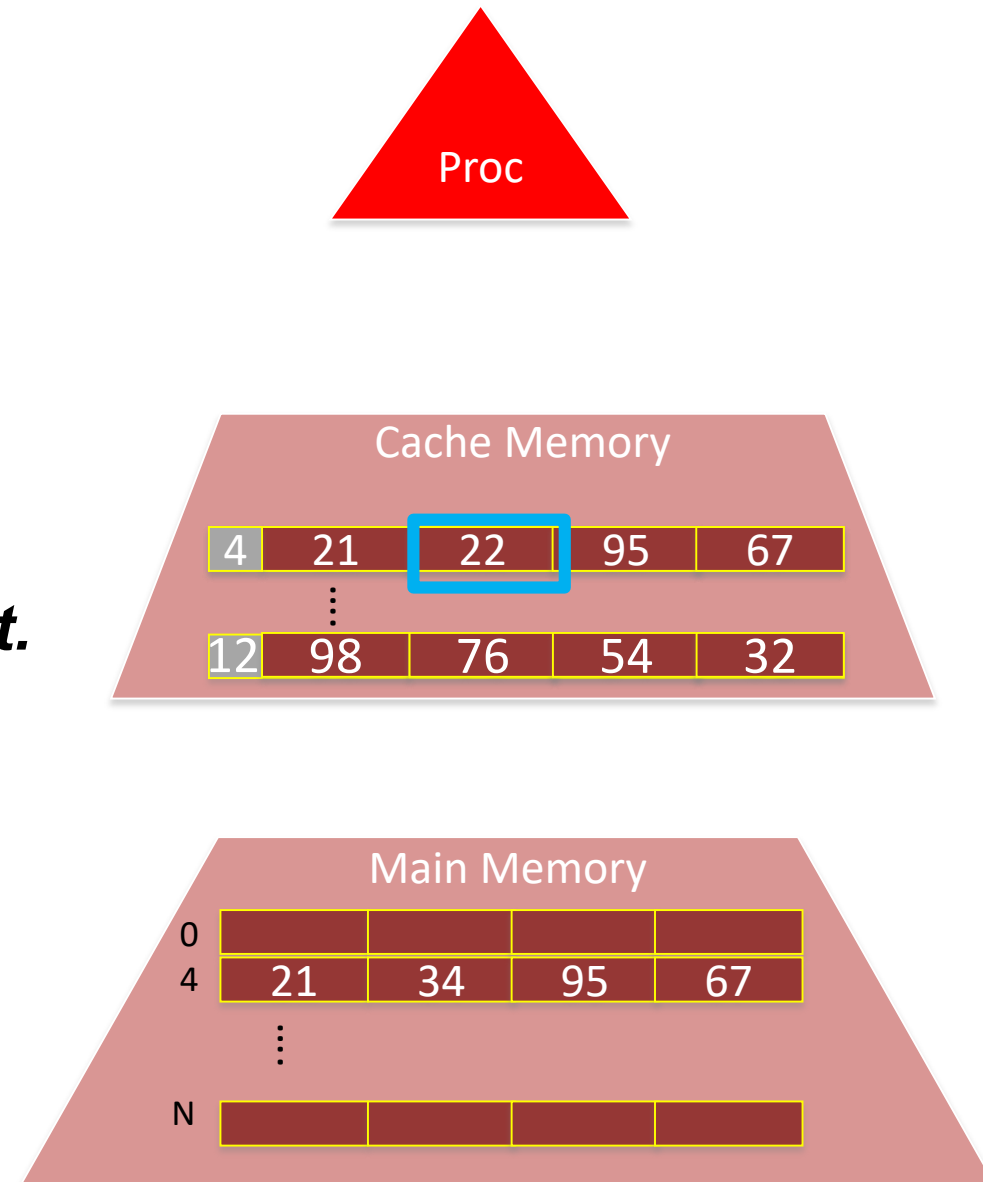 Proc
Cache Memory
4 21 22 95 67
t.
12 98 76 54 32
Main Memory
0
4 21 34 95 67
N